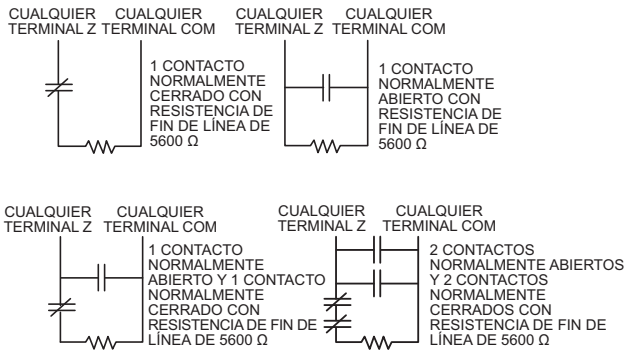 CUALQUIER
TERMINAL Z
CUALQUIER
TERMINAL COM
1 CONTACTO
NORMALMENTE
CERRADO CON
RESISTENCIA DE
FIN DE LÍNEA DE
5600 Ω
CUALQUIER
TERMINAL Z
CUALQUIER
TERMINAL COM
1 CONTACTO
NORMALMENTE
ABIERTO CON
RESISTENCIA DE
FIN DE LÍNEA DE
5600 Ω
CUALQUIER
TERMINAL Z
CUALQUIER
TERMINAL COM
1 CONTACTO
NORMALMENTE
ABIERTO Y 1 CONTACTO
NORMALMENTE
CERRADO CON
RESISTENCIA DE FIN DE
LÍNEA DE 5600 Ω
CUALQUIER
TERMINAL Z
CUALQUIER
TERMINAL COM
2 CONTACTOS
NORMALMENTE ABIERTOS
Y 2 CONTACTOS
NORMALMENTE
CERRADOS CON
RESISTENCIA DE FIN DE
LÍNEA DE 5600 Ω